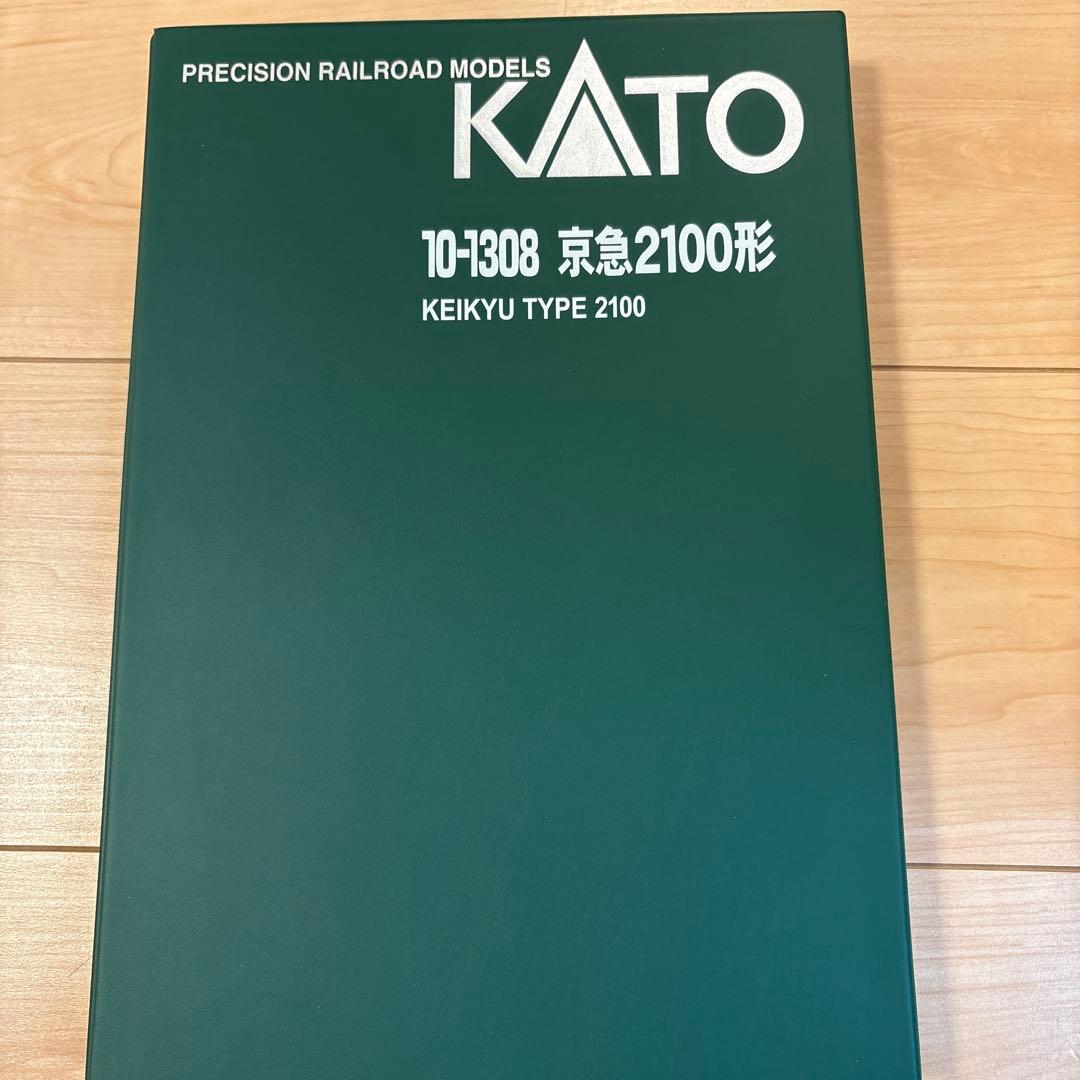 PRECISION RAILROAD MODELS
KATO
10-1308 京急2100形
KEIKYU TYPE 2100